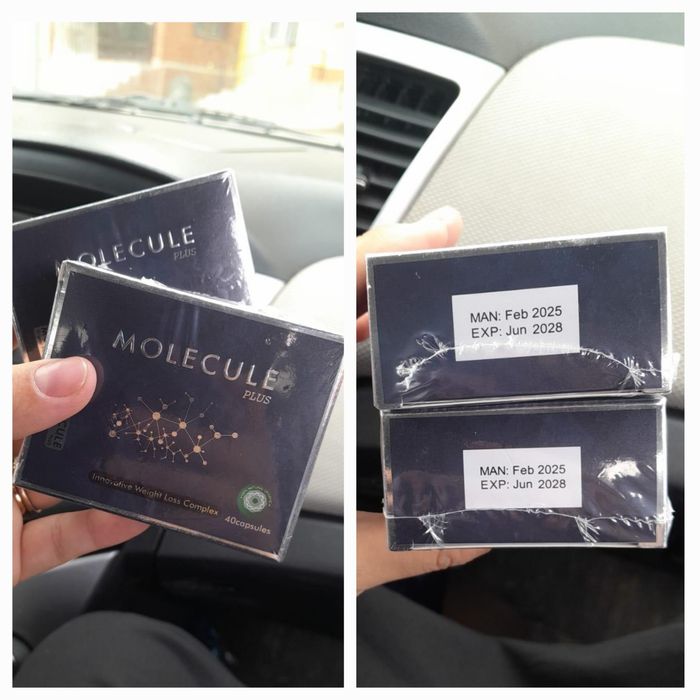 MOLECULE
PLUS
MOLECULE
PLUS
Innovative Weight Loss Complex
40capsules
MAN: Feb 2025
EXP: Jun 2028
MAN: Feb 2025
EXP: Jun 2028